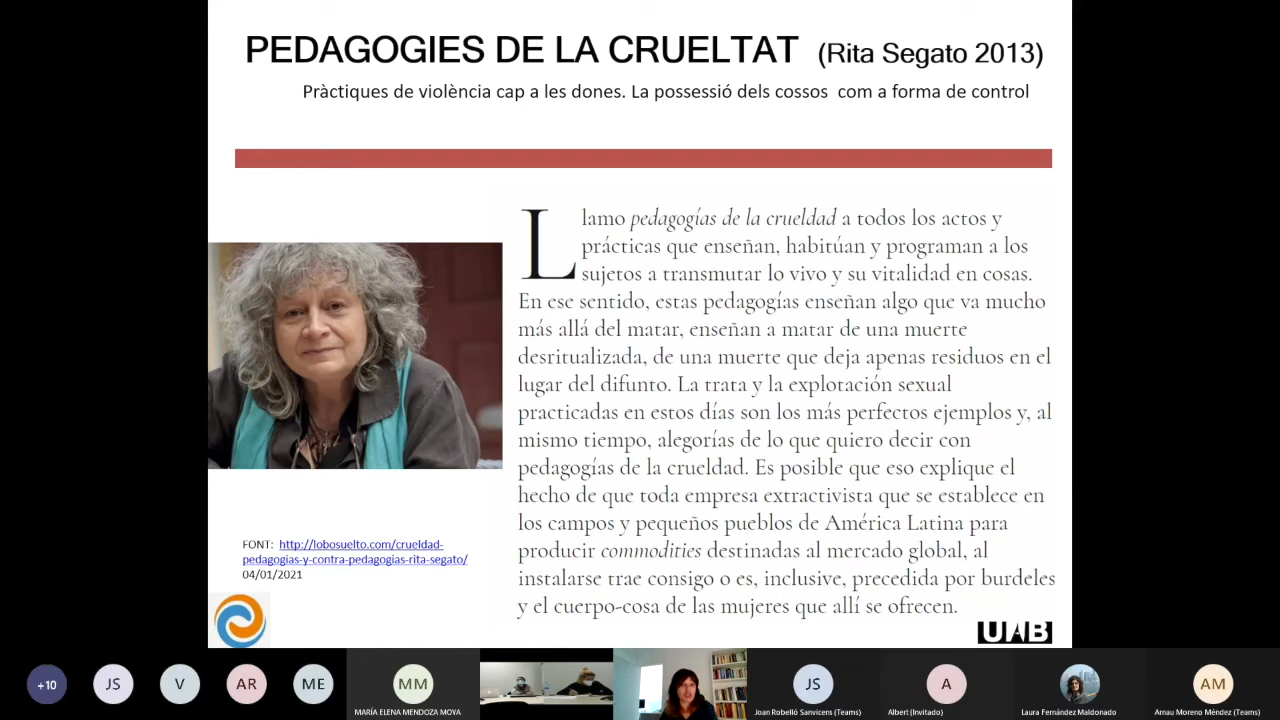 PEDAGOGIES DE LA CRUELTAT (Rita Segato 2013)
Pràctiques de violència cap a les dones. La possessió dels cossos com a forma de control
Llamo pedagogías de la crueldad a todos los actos y
prácticas que enseñan, habitúan y programan a los
sujetos a transmutar lo vivo y su vitalidad en cosas.
En ese sentido, estas pedagogías enseñan algo que va mucho
más allá del matar, enseñan a matar de una muerte
desritualizada, de una muerte que deja apenas residuos en el
lugar del difunto. La trata y la explotación sexual
practicadas en estos días son los más perfectos ejemplos y, al
mismo tiempo, alegorías de lo que quiero decir con
pedagogías de la crueldad. Es posible que eso explique el
hecho de que toda empresa extractivista que se establece en
los campos y pequeños pueblos de América Latina para
producir commodities destinadas al mercado global, al
instalarse trae consigo o es, inclusive, precedida por burdeles
y el cuerpo-cosa de las mujeres que allí se ofrecen.
FONT: http://lobosuelto.com/crueldad-
pedagogias-y-contra-pedagogias-rita-segato/
04/01/2021
UAB
+10
JS
V
AR
ME
MM
MARÍA ELENA MENDOZA MOYA
JS
Joan Robelló Sanvicens (Teams)
A
Albert (Invitado)
Laura Fernández Maldonado
AM
Arnau Moreno Méndez (Teams)